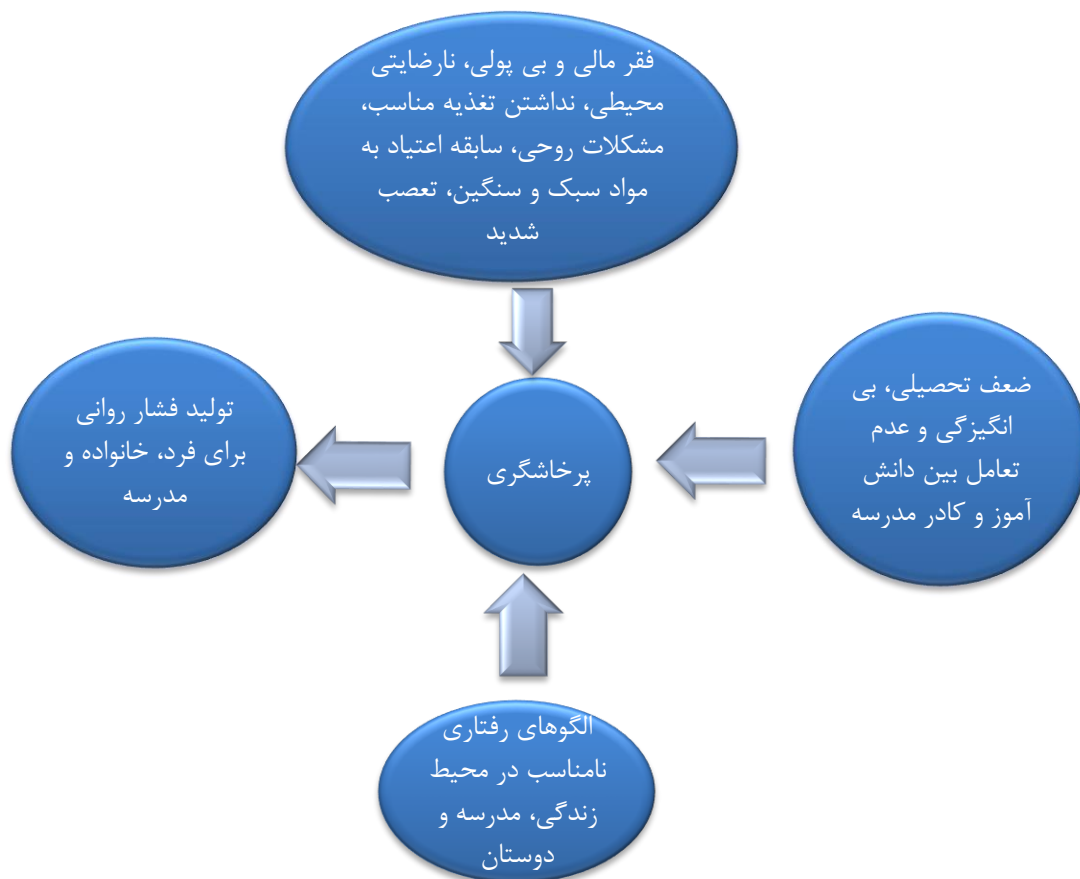 فقر مالی و بی پولی، نارضایتی
محیطی، نداشتن تغذیه مناسب،
مشکلات روحی، سابقه اعتیاد به
مواد سبک و سنگین، تعصب
شدید
ضعف تحصیلی، بی
انگیزگی و عدم
تعامل بین دانش
آموز و کادر مدرسه
پرخاشگری
تولید فشار روانی
برای فرد، خانواده و
مدرسه
الگوهای رفتاری
نامناسب در محیط
زندگی، مدرسه و
دوستان